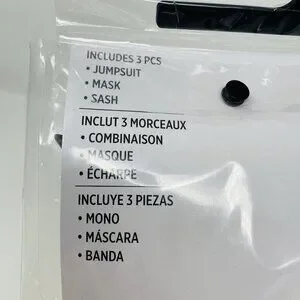 INCLUDES 3 PCS
• JUMPSUIT
• MASK
• SASH
INCLUT 3 MORCEAUX
• COMBINAISON
• MASQUE
• ÉCHARPE
INCLUYE 3 PIEZAS
• MONO
• MÁSCARA
• BANDA